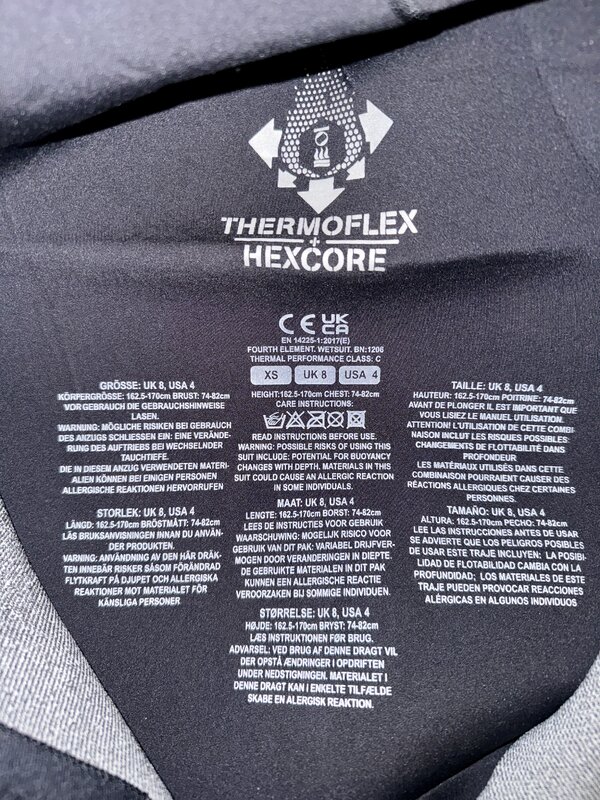 THERMOFLEX
+
HEXCORE
CE UK
CA
EN 14225-1:2017(E)
FOURTH ELEMENT. WETSUIT. BN:1206
THERMAL PERFORMANCE CLASS: C
XS UK 8 USA 4
HEIGHT:162.5-170cm CHEST: 74-82cm
CARE INSTRUCTIONS:
READ INSTRUCTIONS BEFORE USE.
WARNING: POSSIBLE RISKS OF USING THIS
SUIT INCLUDE: POTENTIAL FOR BUOYANCY
CHANGES WITH DEPTH. MATERIALS IN THIS
SUIT COULD CAUSE AN ALLERGIC REACTION
IN SOME INDIVIDUALS.
GRÖSSE: UK 8, USA 4
KÖRPERGRÖSSE: 162.5-170cm BRUST: 74-82cm
VOR GEBRAUCH DIE GEBRAUCHSHINWEISE
LASEN.
WARNUNG: MÖGLICHE RISIKEN BEI GEBRAUCH
DES ANZUGS SCHLIESSEN EIN: EINE VERÄNDE-
RUNG DES AUFTRIEBS BEI WECHSELNDER
TAUCHTIEFE.
DIE IN DIESEM ANZUG VERWENDETEN MATERI-
ALIEN KÖNNEN BEI EINIGEN PERSONEN
ALLERGISCHE REAKTIONEN HERVORRUFEN
STORLEK: UK 8, USA 4
LÄNGD: 162.5-170cm BRÖSTMÅTT: 74-82cm
LÄS BRUKSANVISNINGEN INNAN DU ANVÄN-
DER PRODUKTEN.
VARNING: ANVÄNDNING AV DEN HÄR DRÄK-
TEN INNEBÄR RISKER SÅSOM FÖRÄNDRAD
FLYTKRAFT PÅ DJUPET OCH ALLERGISKA
REAKTIONER MOT MATERIALET FÖR
KÄNSLIGA PERSONER
MAAT: UK 8, USA 4
LENGTE: 162.5-170cm BORST: 74-82cm
LEES DE INSTRUCTIES VOOR GEBRUIK
WAARSCHUWING: MOGELIJK RISICO VOOR
GEBRUIK VAN DIT PAK: VARIABEL DRIJFVER-
MOGEN DOOR VERANDERINGEN IN DIEPTE.
DE GEBRUIKTE MATERIALEN IN DIT PAK
KUNNEN EEN ALLERGISCHE REACTIE
VEROORZAKEN BIJ SOMMIGE INDIVIDUEN.
STØRRELSE: UK 8, USA 4
HØJDE: 162.5-170cm BRYST: 74-82cm
LÆS INSTRUKTIONEN FØR BRUG.
ADVARSEL: VED BRUG AF DENNE DRAGT VIL
DER OPSTÅ ÆNDRINGER I OPDRIFTEN
UNDER NEDSTIGNINGEN. MATERIALET I
DENNE DRAGT KAN I ENKELTE TILFÆLDE
SKABE EN ALERGISK REAKTION.
TAILLE: UK 8, USA 4
HAUTEUR: 162.5-170cm POITRINE: 74-82cm
AVANT DE PLONGER IL EST IMPORTANT QUE
VOUS LISIEZ LE MANUEL UTILISATION.
ATTENTION! L'UTILISATION DE CETTE COMBI
NAISON INCLUT LES RISQUES POSSIBLES:
CHANGEMENTS DE FLOTTABILITÉ DANS
PROFONDEUR
LES MATÉRIAUX UTILISÉS DANS CETTE
COMBINAISON POURRAIENT CAUSER DES
RÉACTIONS ALLERGIQUES CHEZ CERTAINES
PERSONNES.
TAMAÑO: UK 8, USA 4
ALTURA: 162.5-170cm PECHO: 74-82cm
LEE LAS INSTRUCCIONES ANTES DE USAR
SE ADVIERTE QUE LOS PELIGROS POSIBLES
DE USAR ESTE TRAJE INCLUYEN: LA POSIBI-
LIDAD DE FLOTABILIDAD CAMBIA CON LA
PROFUNDIDAD; LOS MATERIALES DE ESTE
TRAJE PUEDEN PROVOCAR REACCIONES
ALÉRGICAS EN ALGUNOS INDIVIDUOS